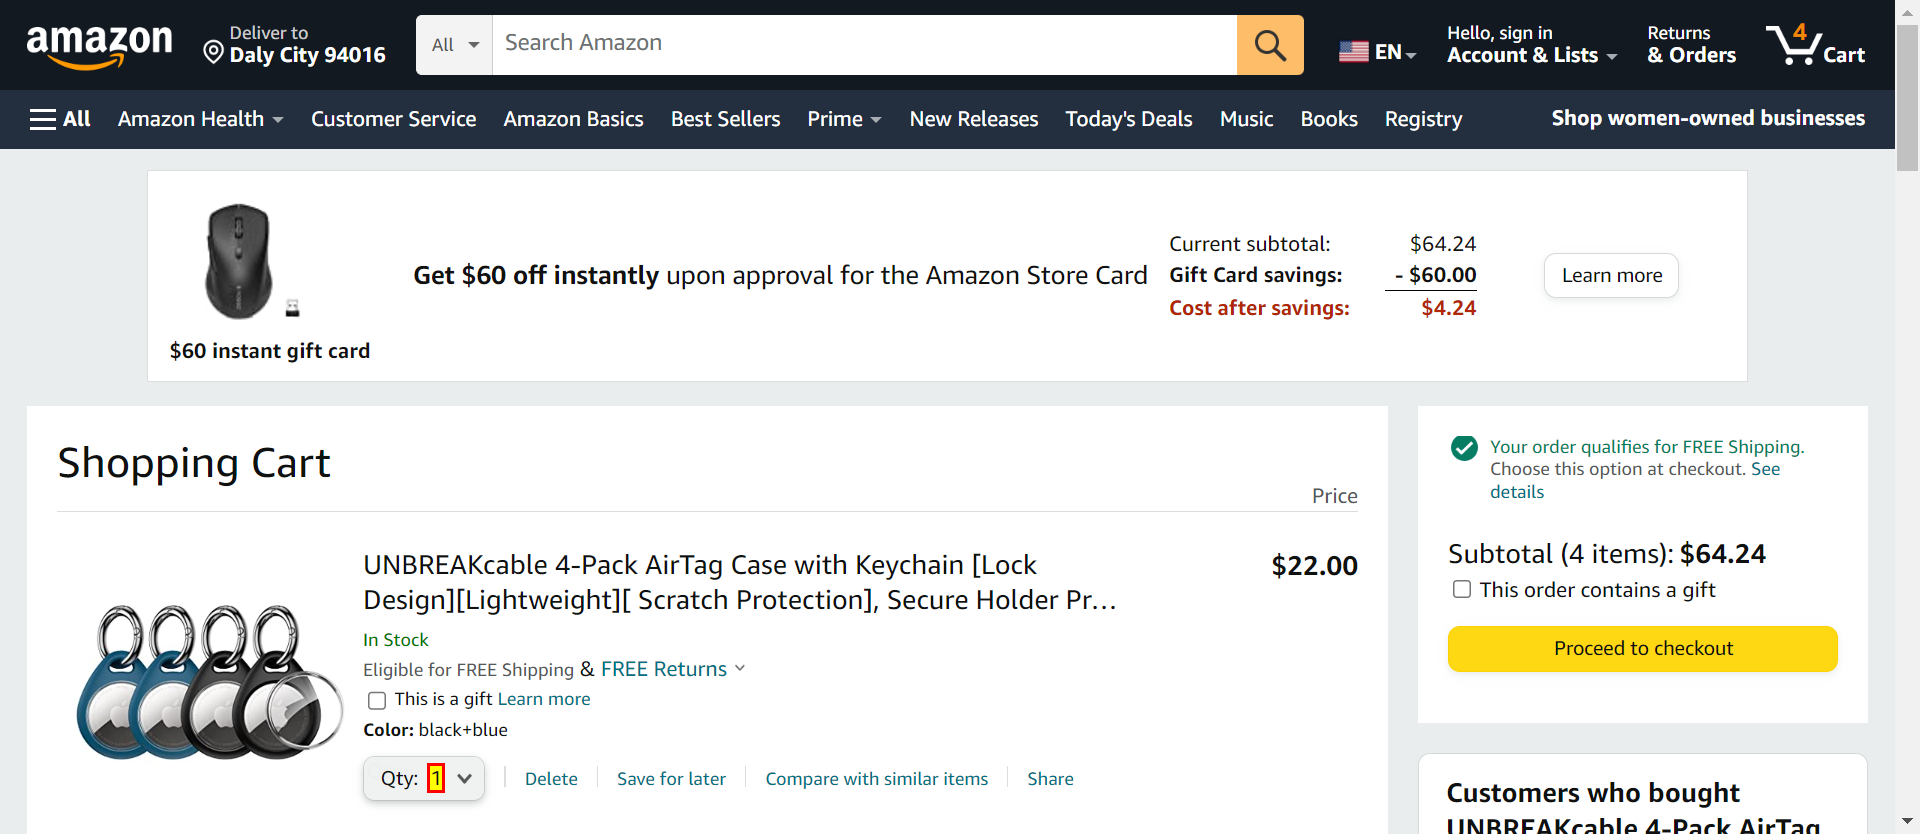 amazon
Deliver to
Daly City 94016
All
Search Amazon
EN
Hello, sign in
Account & Lists
Returns
& Orders
4
Cart
All
Amazon Health
Customer Service
Amazon Basics
Best Sellers
Prime
New Releases
Today's Deals
Music
Books
Registry
Shop women-owned businesses
$60 instant gift card
Get $60 off instantly upon approval for the Amazon Store Card
Current subtotal: $64.24
Gift Card savings: - $60.00
Cost after savings: $4.24
Learn more
Shopping Cart
Price
UNBREAKcable 4-Pack AirTag Case with Keychain [Lock
Design][Lightweight][ Scratch Protection], Secure Holder Pr…
$22.00
In Stock
Eligible for FREE Shipping & FREE Returns
This is a gift Learn more
Color: black+blue
Qty: 1
Delete
Save for later
Compare with similar items
Share
Your order qualifies for FREE Shipping.
Choose this option at checkout. See
details
Subtotal (4 items): $64.24
This order contains a gift
Proceed to checkout
Customers who bought
UNBREAKcable 4-Pack AirTag